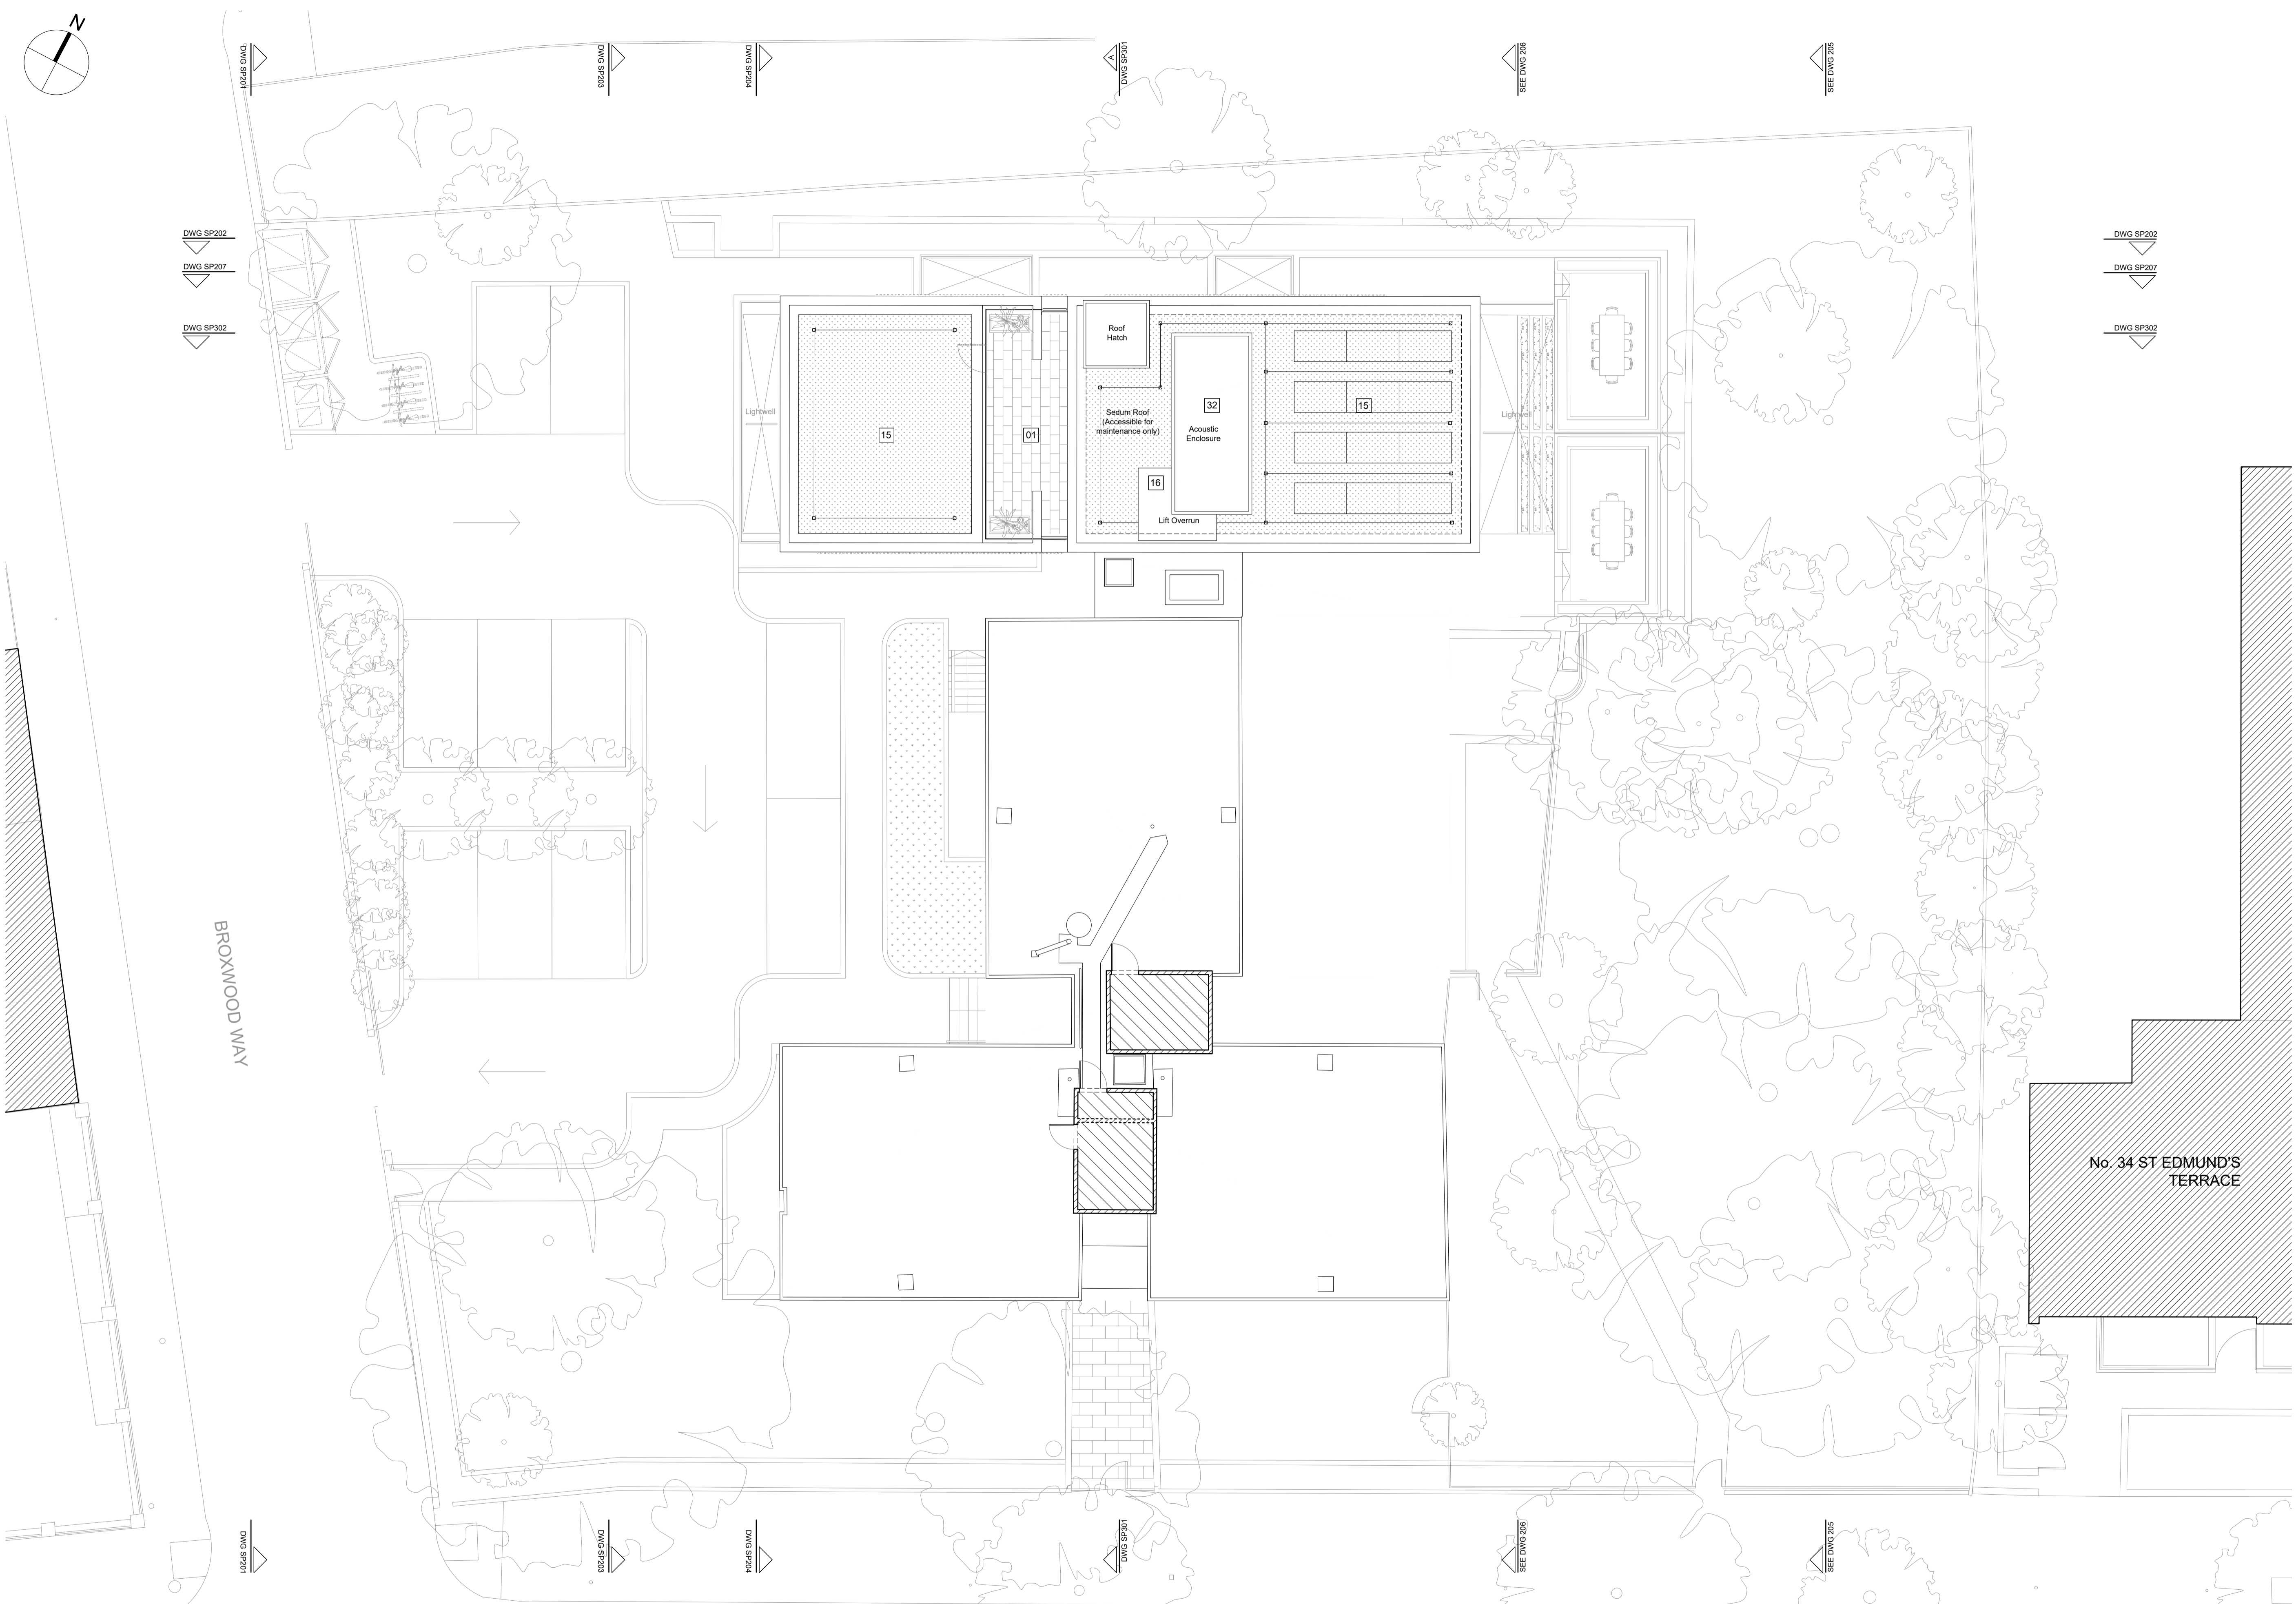 N
DWG SP201
DWG SP203
DWG SP204
A
DWG SP301
SEE DWG 206
SEE DWG 205
DWG SP202
DWG SP207
DWG SP302
DWG SP202
DWG SP207
DWG SP302
Roof
Hatch
Lightwell
15
01
Sedum Roof
(Accessible for
maintenance only)
32
Acoustic
Enclosure
15
Lightwell
16
Lift Overrun
BROXWOOD WAY
No. 34 ST EDMUND'S
TERRACE
DWG SP201
DWG SP203
DWG SP204
DWG SP301
SEE DWG 206
SEE DWG 205